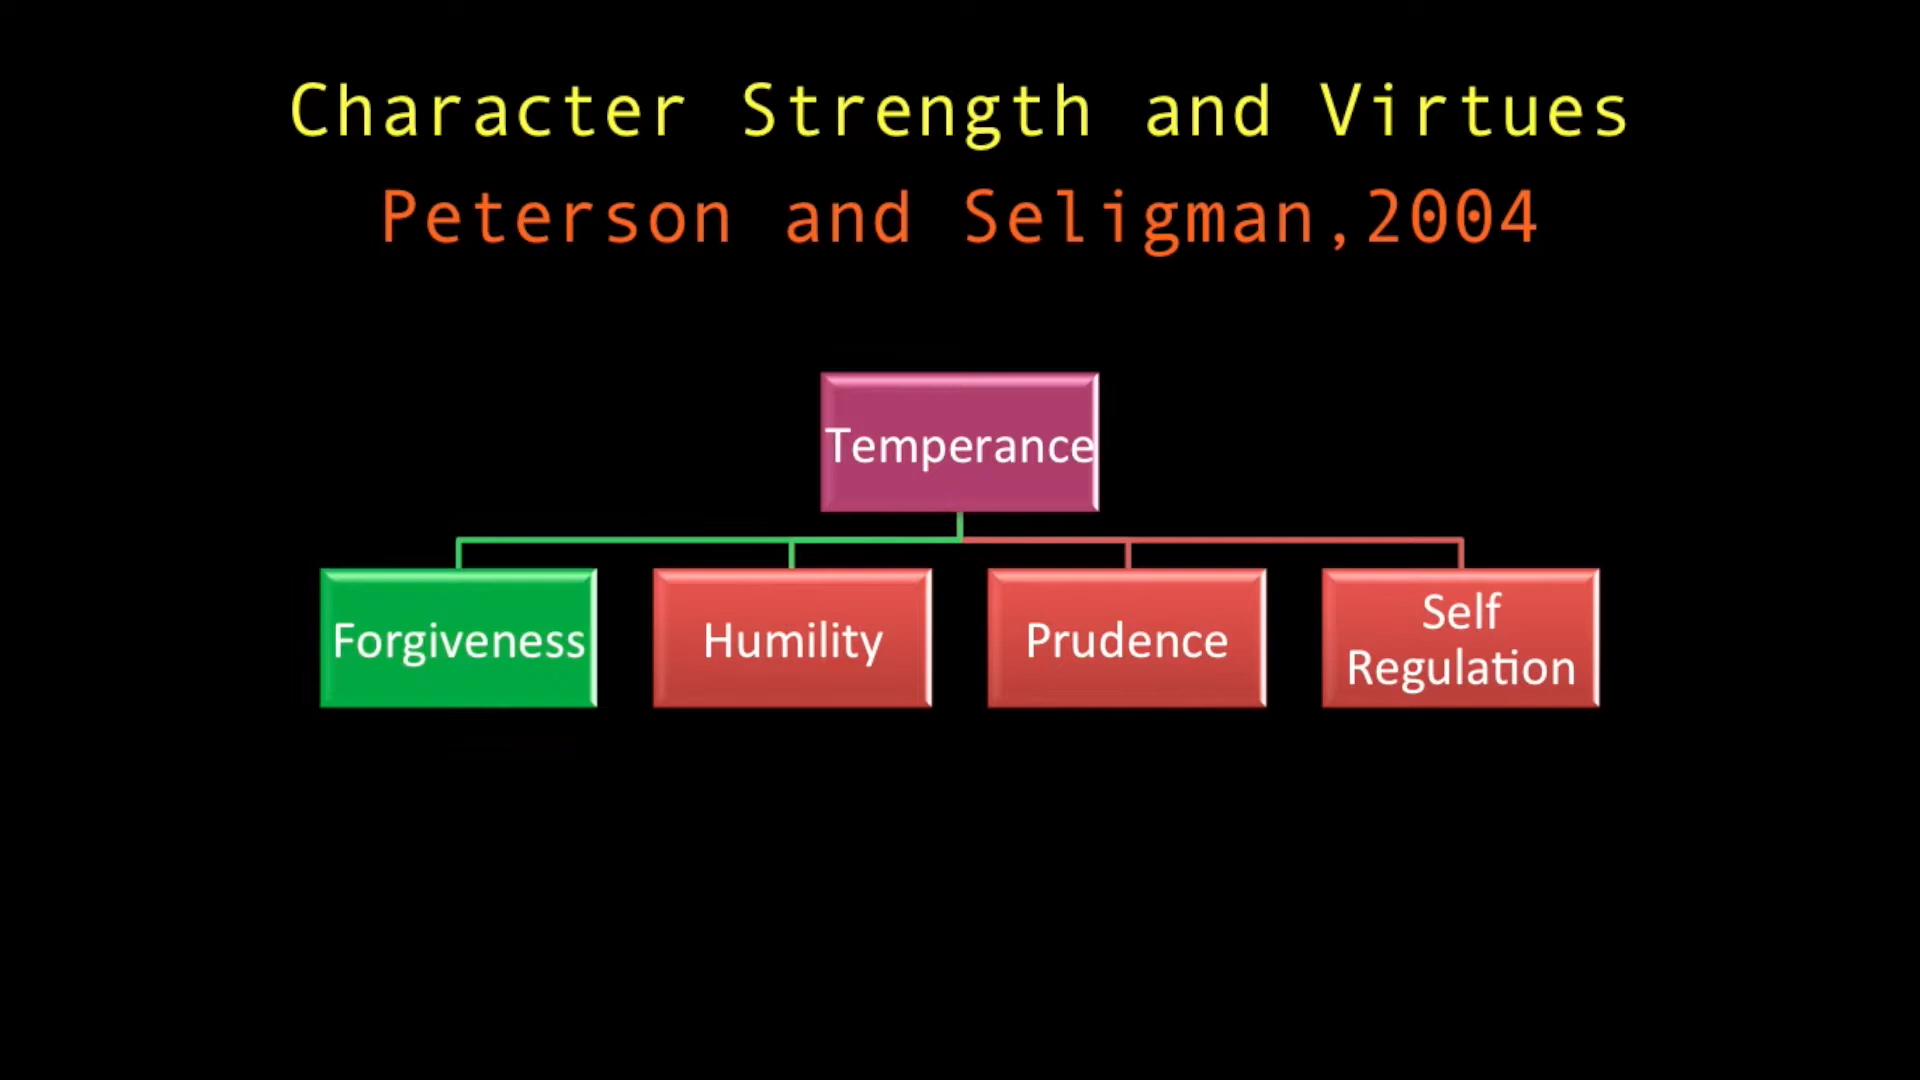 Character Strength and Virtues
Peterson and Seligman,2004
Temperance
Forgiveness
Humility
Prudence
Self
Regulation